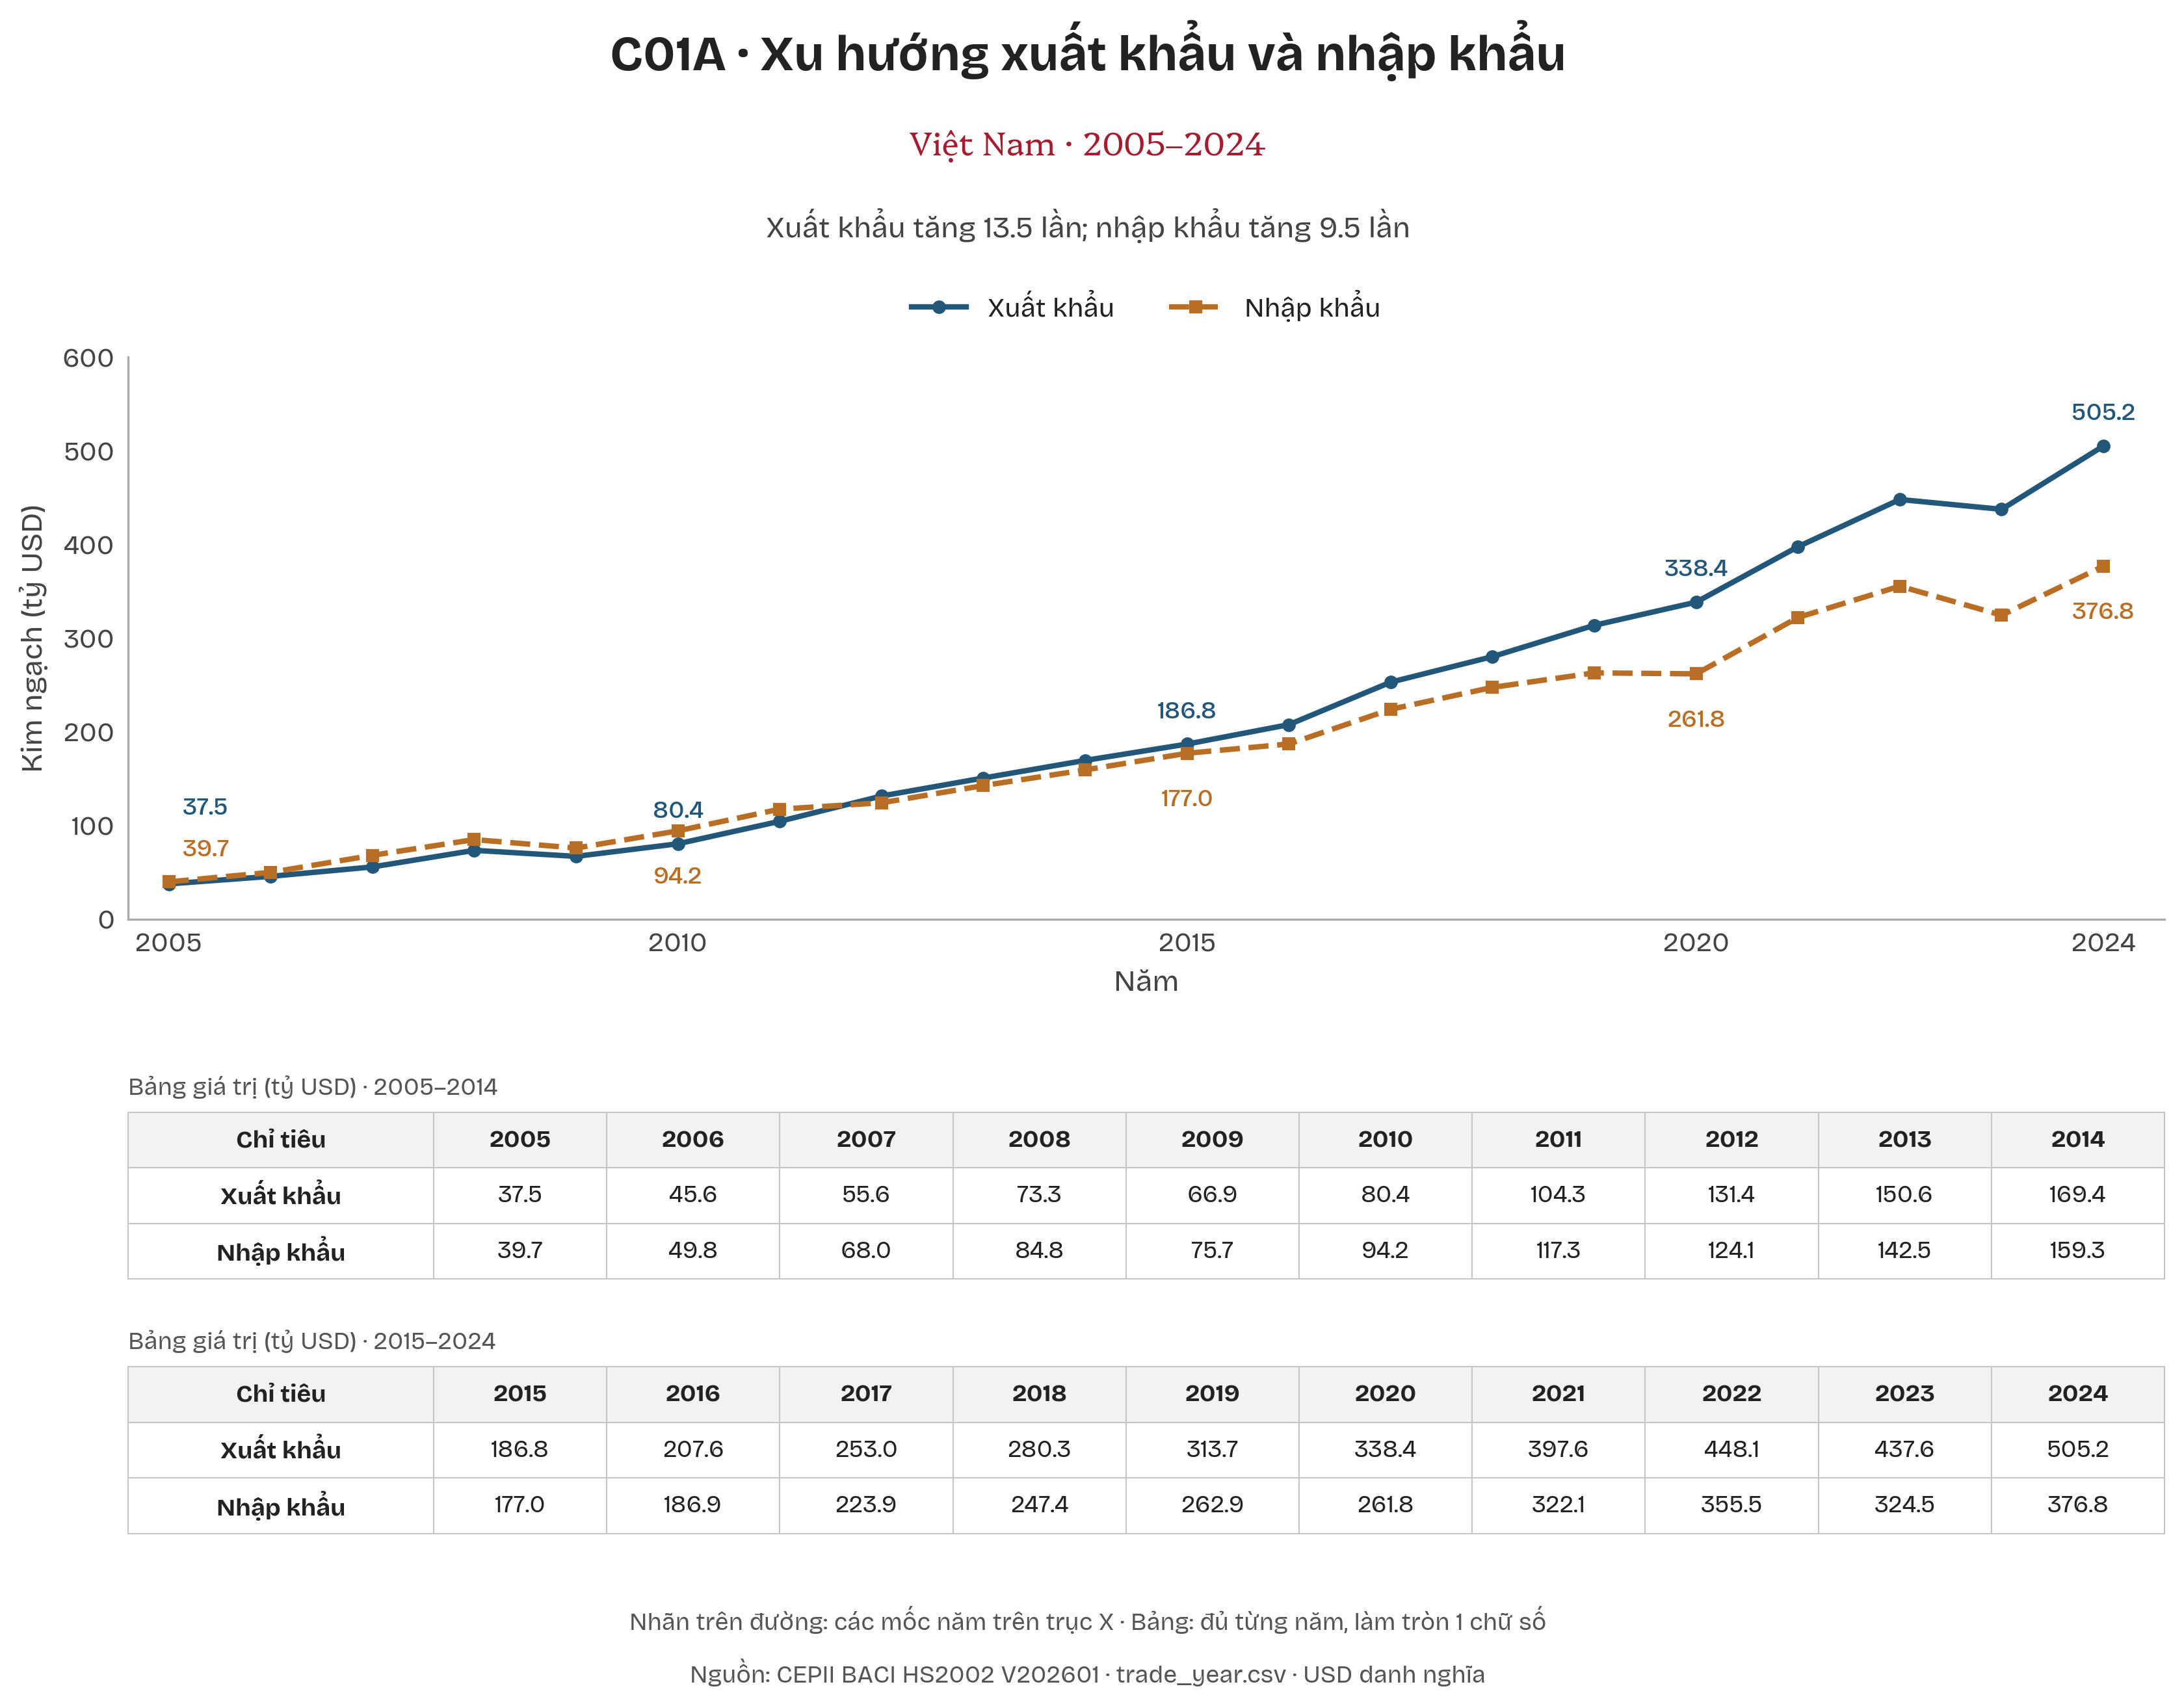 C01A · Xu hướng xuất khẩu và nhập khẩu
Việt Nam · 2005–2024
Xuất khẩu tăng 13.5 lần; nhập khẩu tăng 9.5 lần
Xuất khẩu Nhập khẩu
Kim ngạch (tỷ USD)
600
500
400
300
200
100
0
37.5
39.7
80.4
94.2
186.8
177.0
338.4
261.8
505.2
376.8
2005 2010 2015 2020 2024
Năm
Bảng giá trị (tỷ USD) · 2005–2014
Chỉ tiêu 2005 2006 2007 2008 2009 2010 2011 2012 2013 2014
Xuất khẩu 37.5 45.6 55.6 73.3 66.9 80.4 104.3 131.4 150.6 169.4
Nhập khẩu 39.7 49.8 68.0 84.8 75.7 94.2 117.3 124.1 142.5 159.3
Bảng giá trị (tỷ USD) · 2015–2024
Chỉ tiêu 2015 2016 2017 2018 2019 2020 2021 2022 2023 2024
Xuất khẩu 186.8 207.6 253.0 280.3 313.7 338.4 397.6 448.1 437.6 505.2
Nhập khẩu 177.0 186.9 223.9 247.4 262.9 261.8 322.1 355.5 324.5 376.8
Nhãn trên đường: các mốc năm trên trục X · Bảng: đủ từng năm, làm tròn 1 chữ số
Nguồn: CEPII BACI HS2002 V202601 · trade_year.csv · USD danh nghĩa